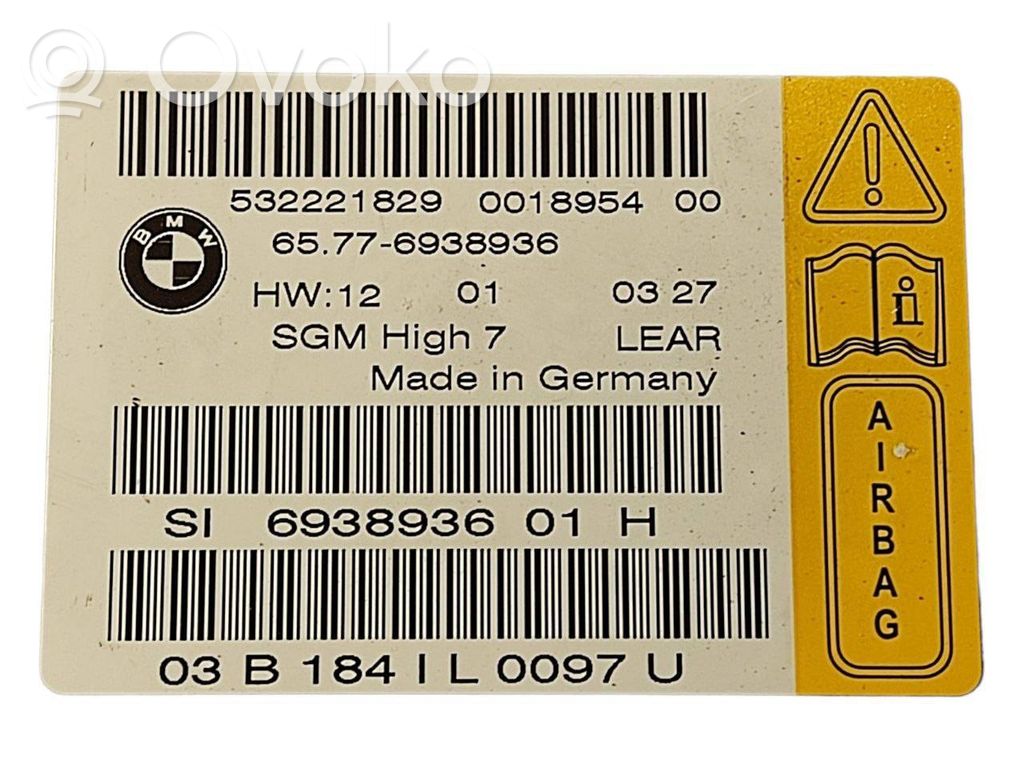 Ovoko
532221829 0018954 00
BMW
65.77-6938936
HW:12 01 03 27
SGM High 7 LEAR
Made in Germany
SI 6938936 01 H
03 B 184 I L 0097 U
i
AIRBAG